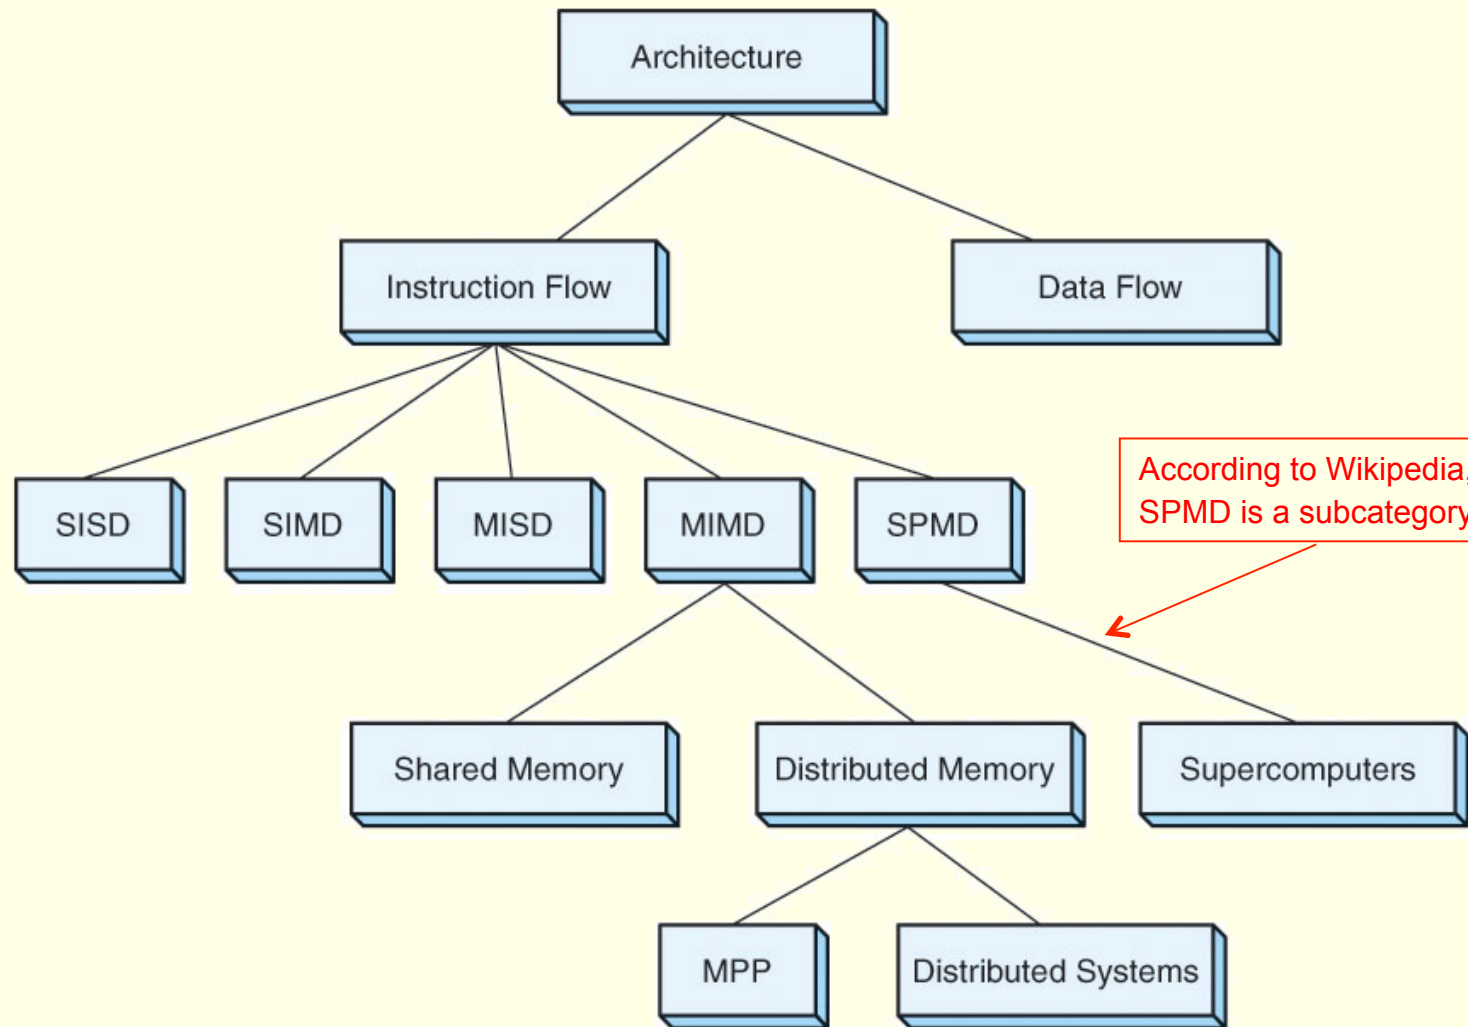 Architecture
Instruction Flow
Data Flow
According to Wikipedia,
SPMD is a subcategory
SISD
SIMD
MISD
MIMD
SPMD
Shared Memory
Distributed Memory
Supercomputers
MPP
Distributed Systems